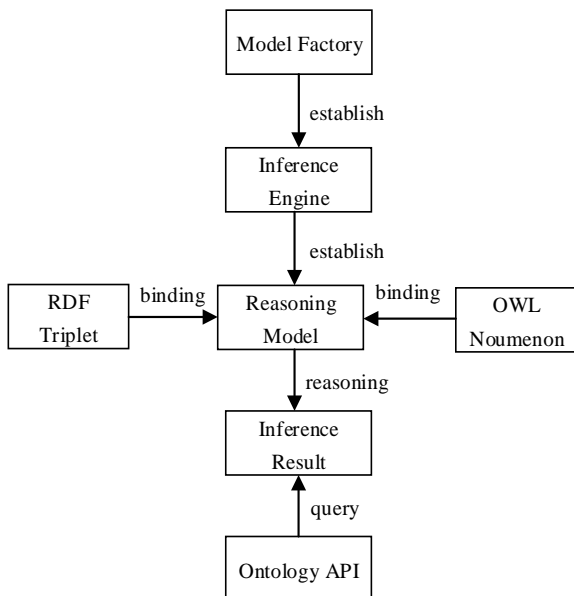 Model Factory
establish
Inference
Engine
establish
RDF
Triplet
binding
Reasoning
Model
binding
OWL
Noumenon
reasoning
Inference
Result
query
Ontology API